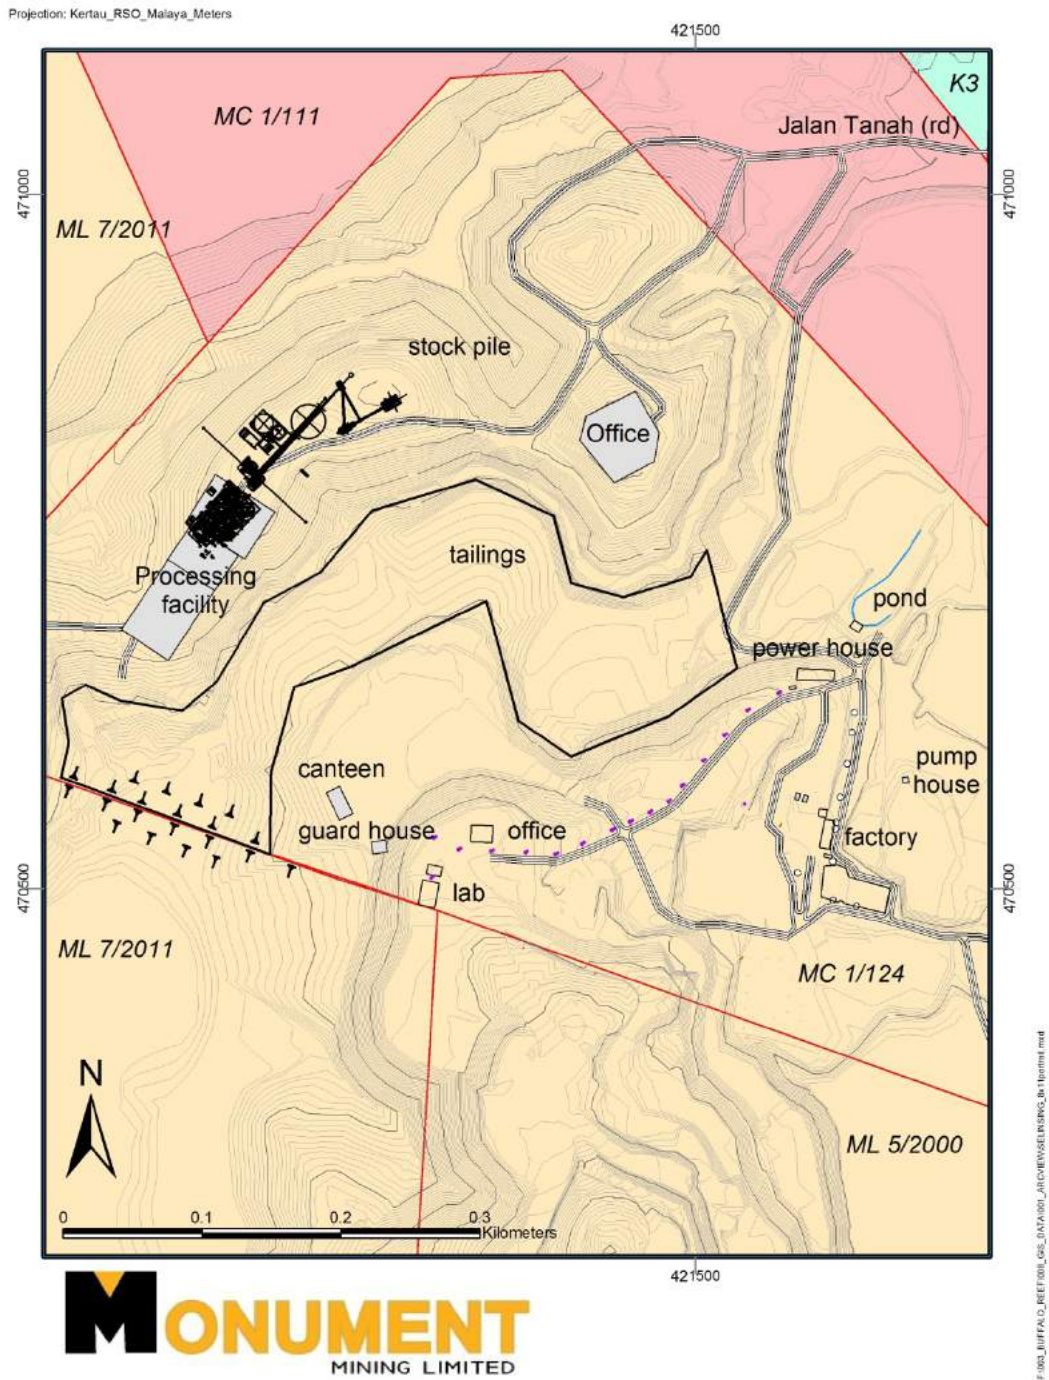 Projection: Kertau_RSO_Malaya_Meters
421500
K3
MC 1/111
Jalan Tanah (rd)
471000
471000
ML 7/2011
stock pile
Office
tailings
Processing
facility
pond
power house
pump
house
canteen
guard house
office
factory
lab
470500
470500
ML 7/2011
MC 1/124
N
ML 5/2000
0 0.1 0.2 0.3
Kilometers
421500
MONUMENT
MINING LIMITED